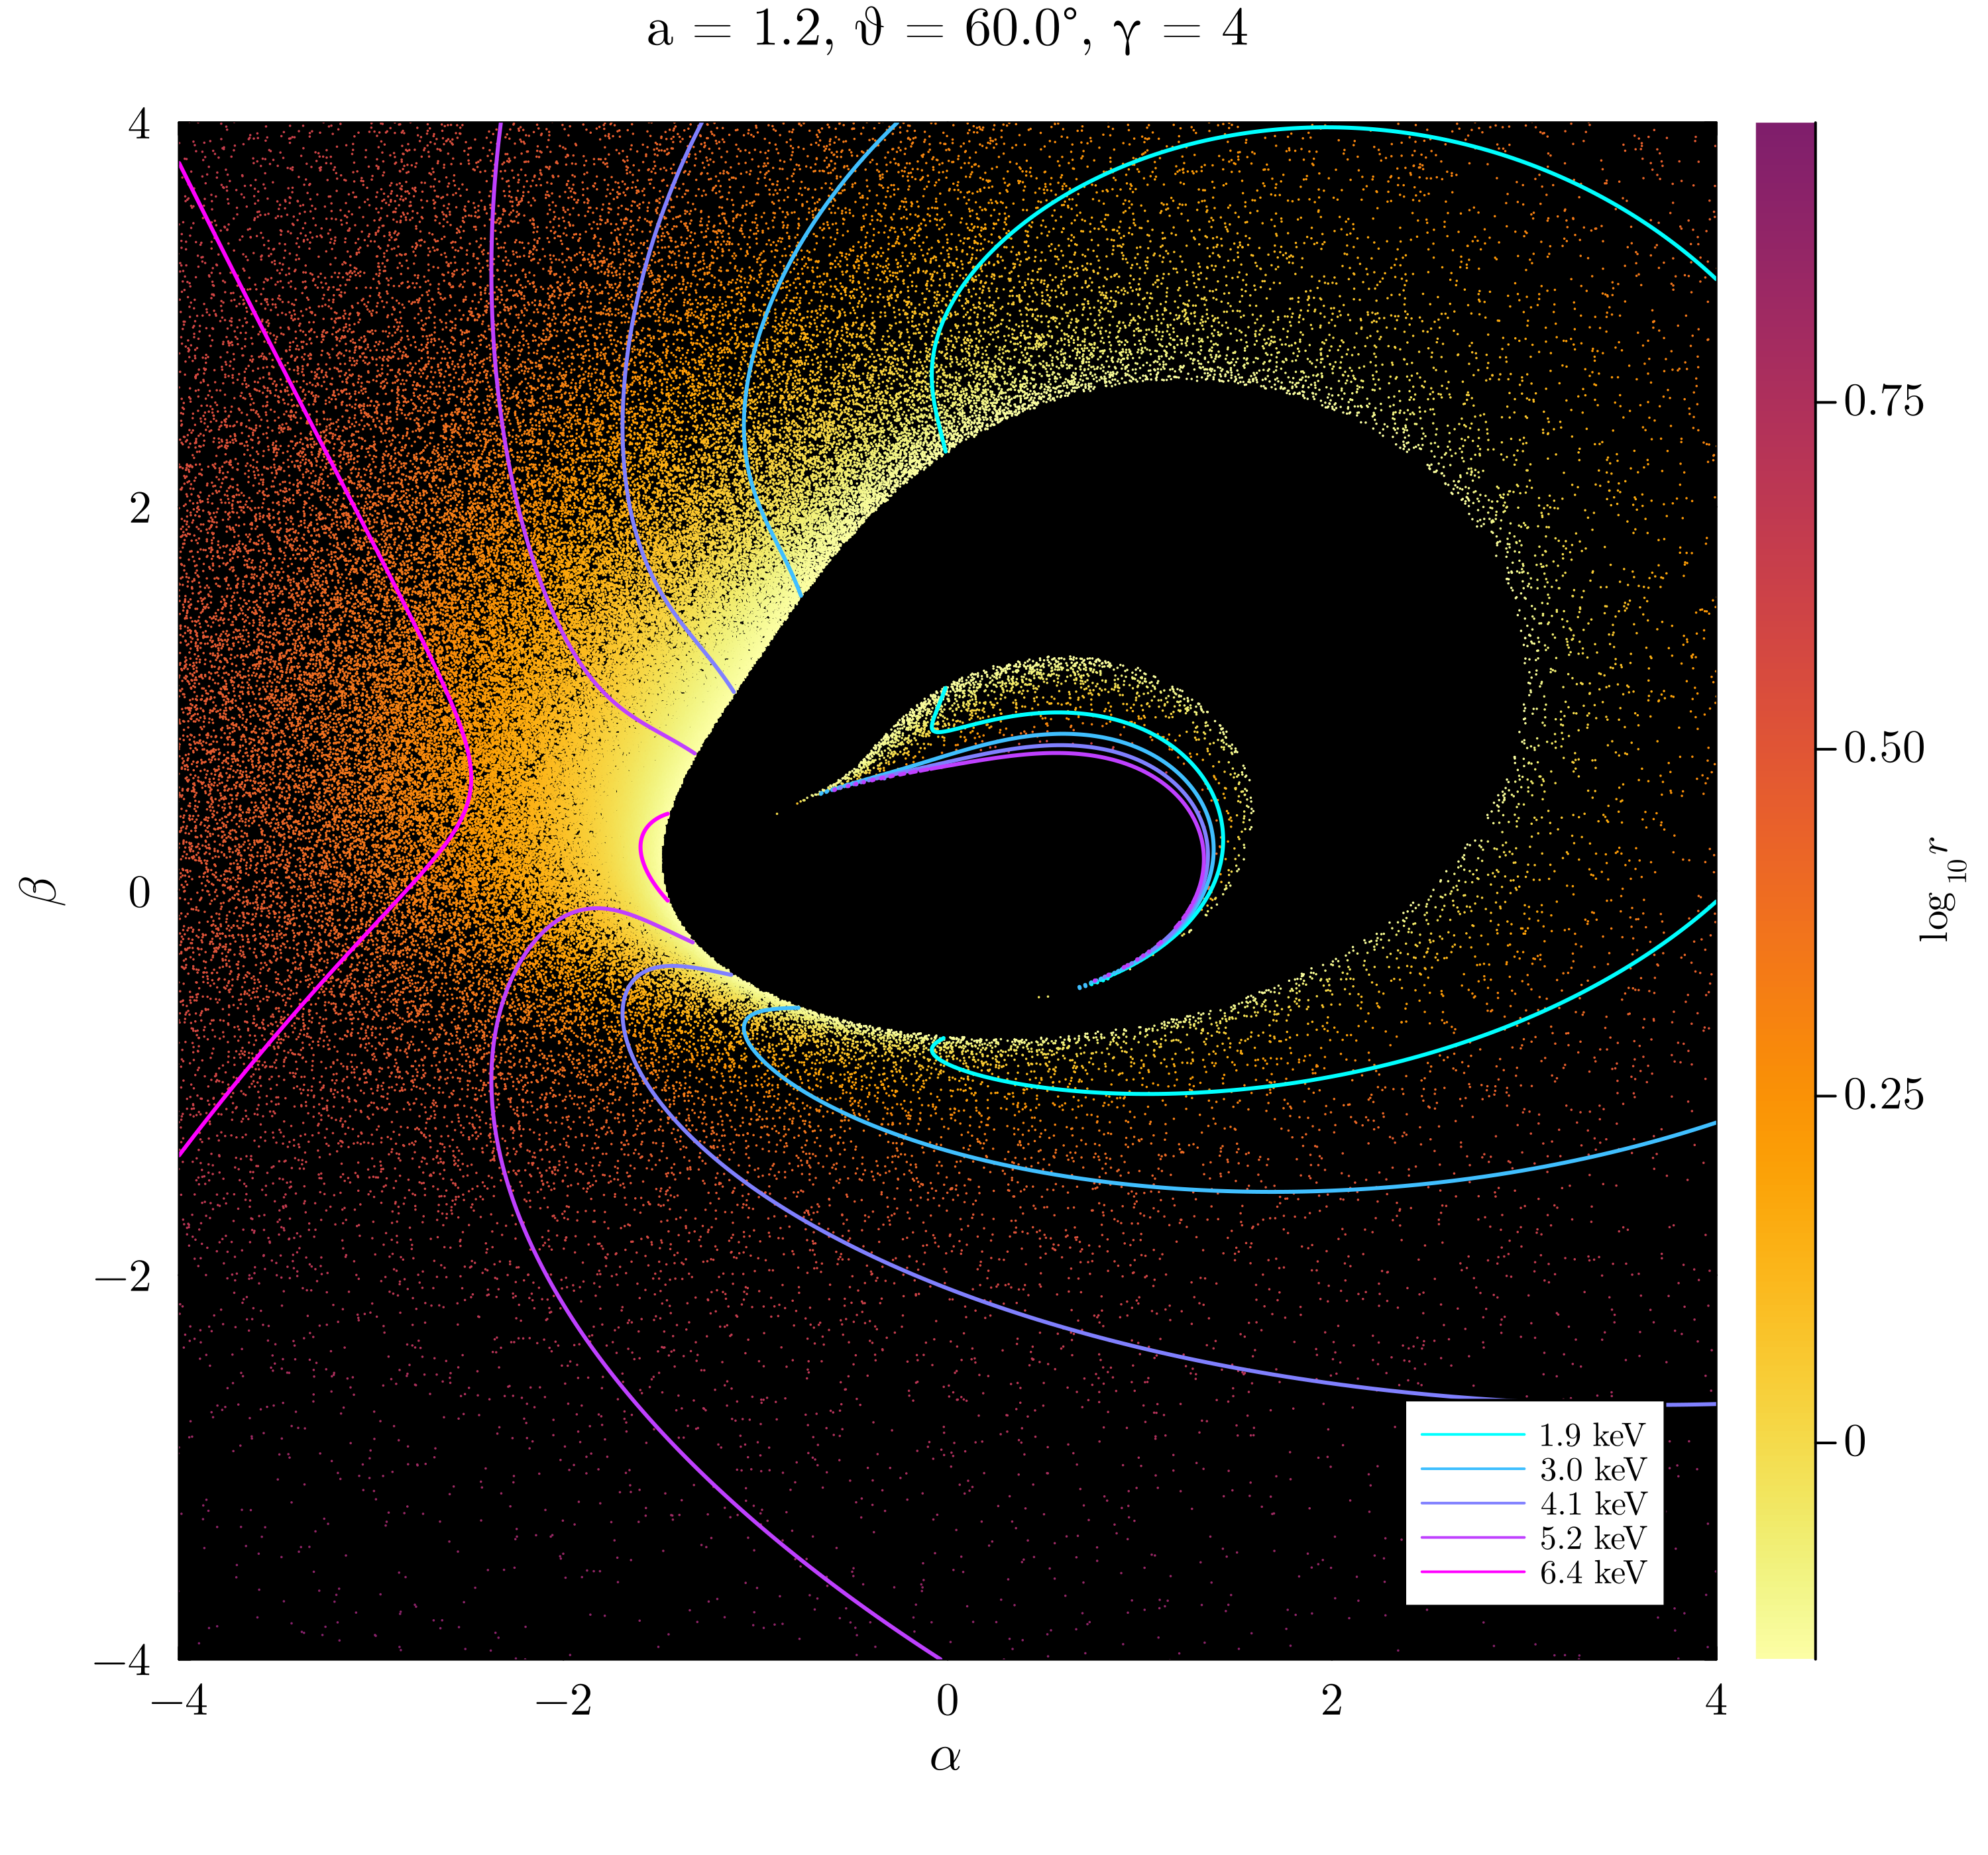 a = 1.2, ϑ = 60.0°, γ = 4
4
2
0
−2
−4
β
−4 −2 0 2 4
α
0.75
0.50
0.25
0
log₁₀ r
1.9 keV
3.0 keV
4.1 keV
5.2 keV
6.4 keV